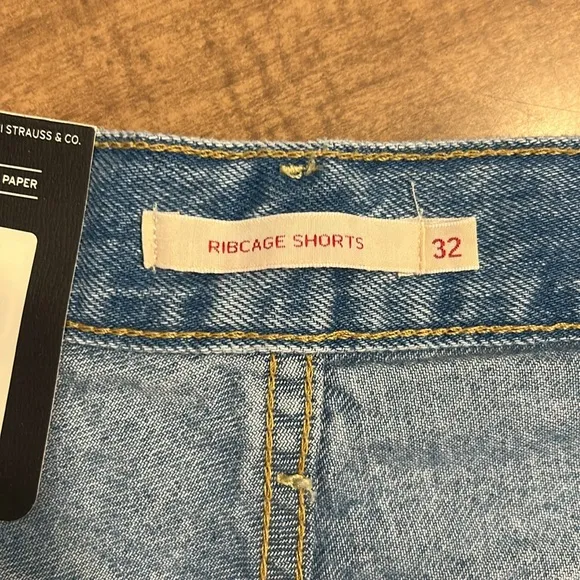 STRAUSS & CO.
PAPER
RIBCAGE SHORTS 32